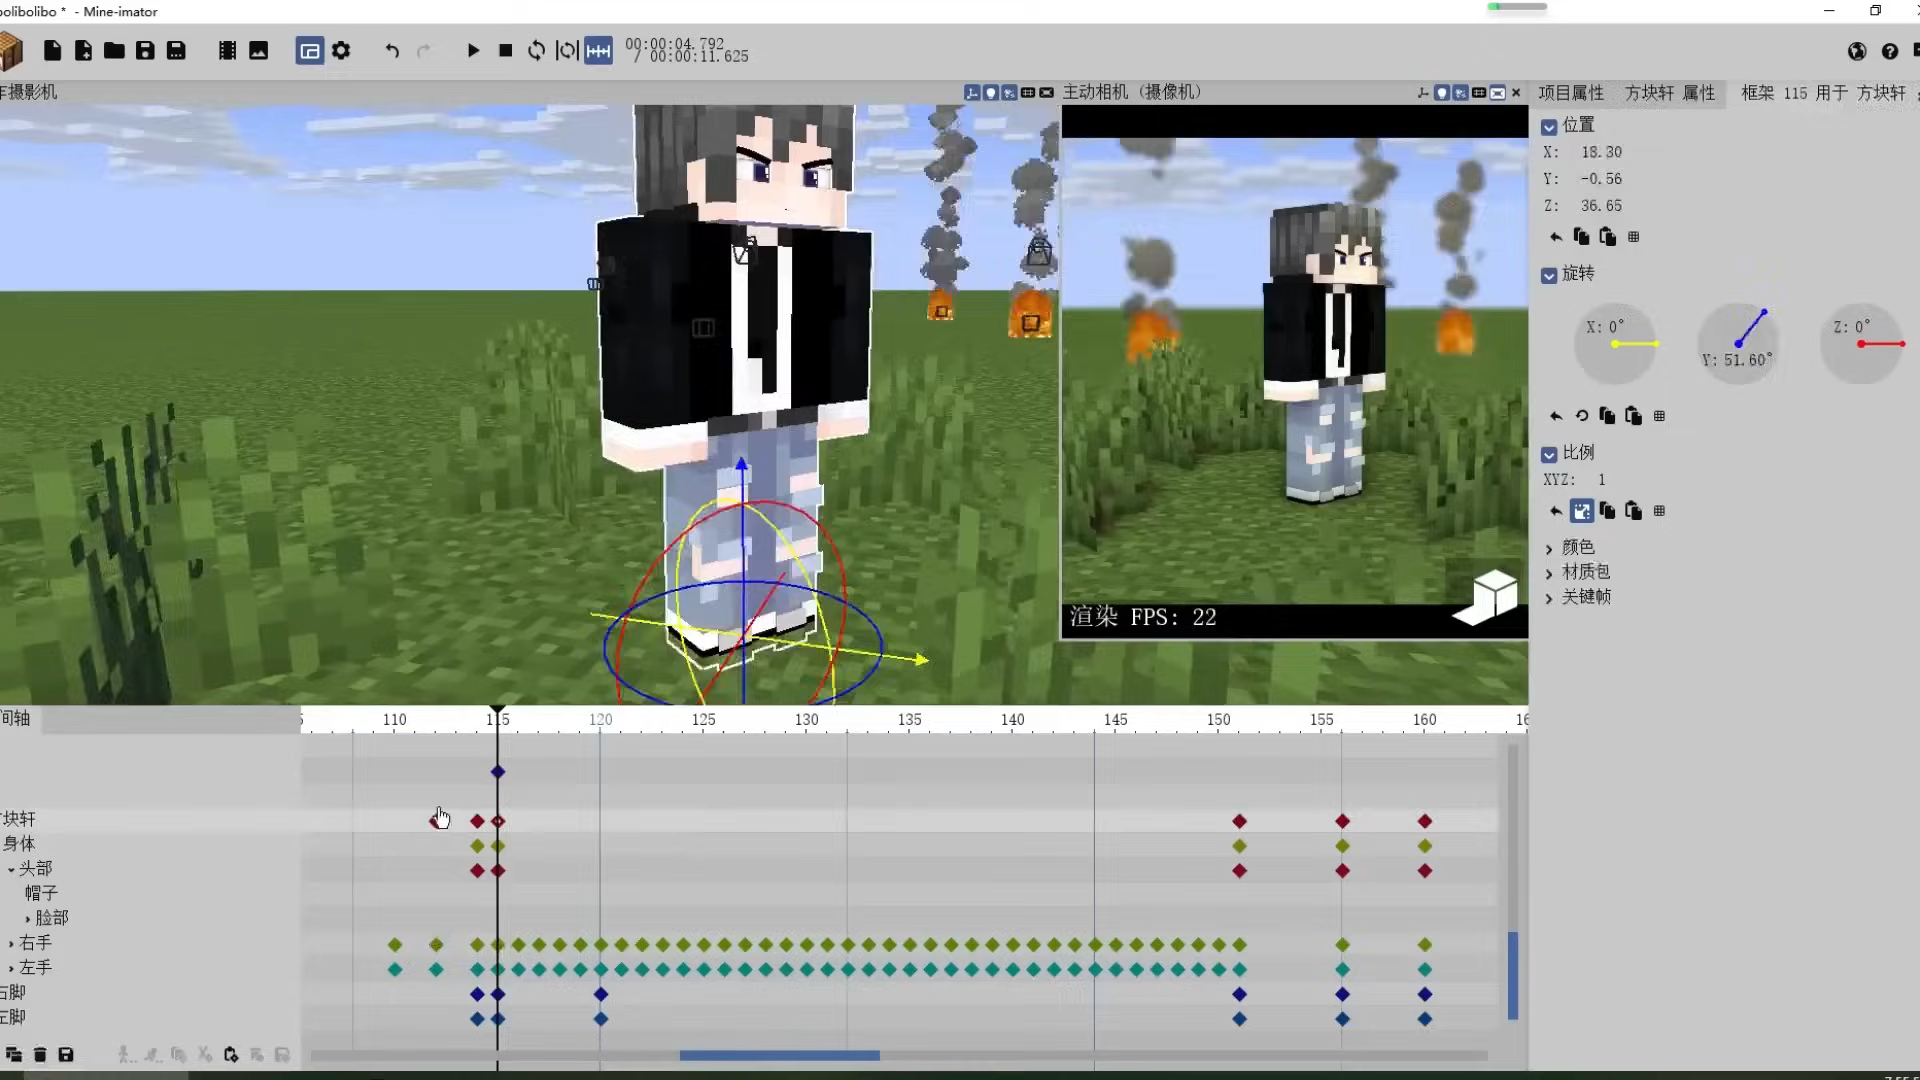 olibolibo * - Mine-imator
00:00:04.792
/ 00:00:11.625
摄影机
主动相机（摄像机）
项目属性 方块轩 属性 框架 115 用于 方块轩
位置
X: 18.30
Y: -0.56
Z: 36.65
旋转
X: 0°
Y: 51.60°
Z: 0°
比例
XYZ: 1
颜色
材质包
关键帧
渲染 FPS: 22
间轴
110 115 120 125 130 135 140 145 150 155 160 16
块轩
身体
头部
帽子
脸部
右手
左手
右脚
左脚